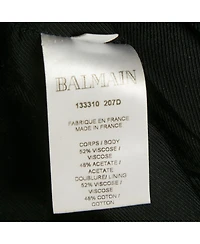 BALMAIN
133310 207D
FABRIQUE EN FRANCE
MADE IN FRANCE
CORPS / BODY
52% VISCOSE /
VISCOSE
48% ACETATE /
ACETATE
DOUBLURE / LINING
52% VISCOSE /
VISCOSE
48% COTON /
COTTON